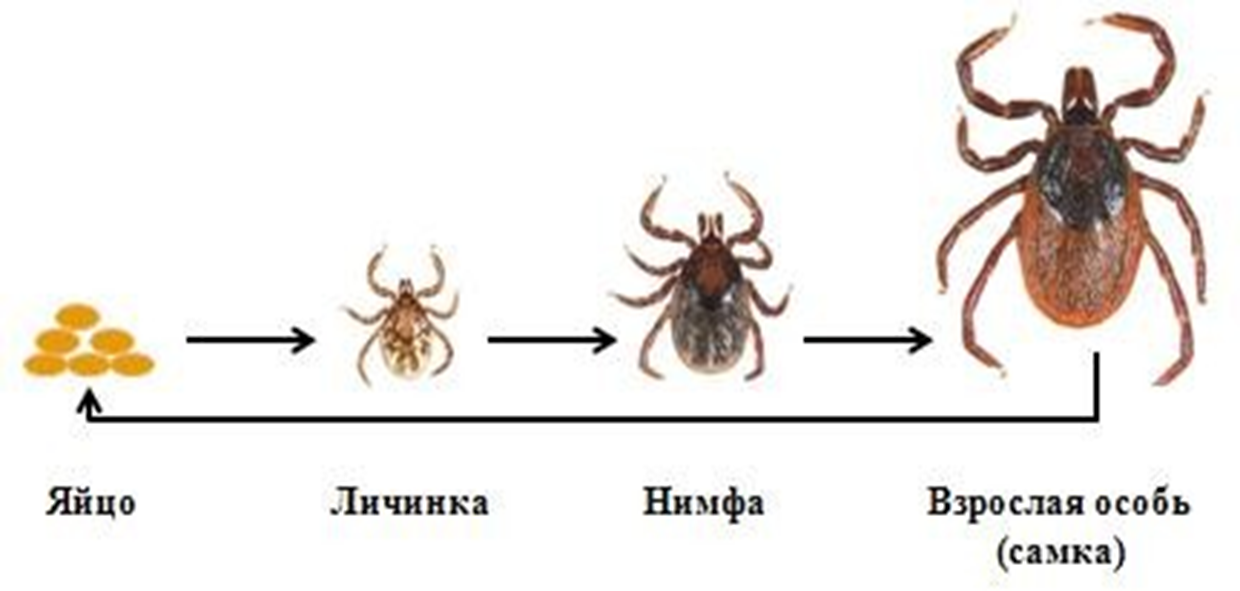 Яйцо
Личинка
Нимфа
Взрослая особь
(самка)